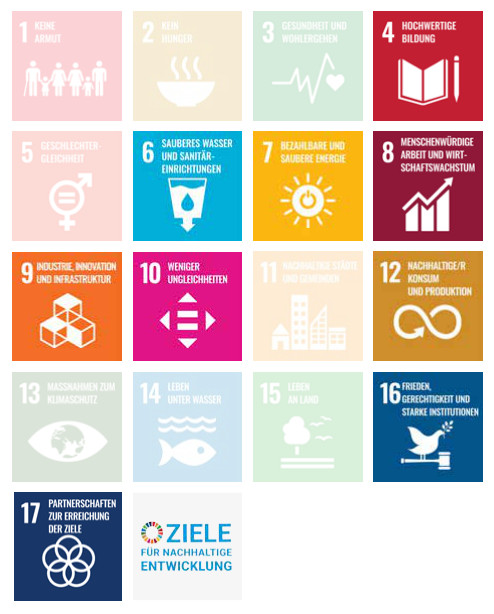 1 KEINE
ARMUT
2 KEIN
HUNGER
3 GESUNDHEIT UND
WOHLERGEHEN
4 HOCHWERTIGE
BILDUNG
5 GESCHLECHTER-
GLEICHHEIT
6 SAUBERES WASSER
UND SANITÄR-
EINRICHTUNGEN
7 BEZAHLBARE UND
SAUBERE ENERGIE
8 MENSCHENWÜRDIGE
ARBEIT UND WIRT-
SCHAFTSWACHSTUM
9 INDUSTRIE, INNOVATION
UND INFRASTRUKTUR
10 WENIGER
UNGLEICHHEITEN
11 NACHHALTIGE STÄDTE
UND GEMEINDEN
12 NACHHALTIGE/R
KONSUM
UND PRODUKTION
13 MASSNAHMEN ZUM
KLIMASCHUTZ
14 LEBEN
UNTER WASSER
15 LEBEN
AN LAND
16 FRIEDEN,
GERECHTIGKEIT UND
STARKE INSTITUTIONEN
17 PARTNERSCHAFTEN
ZUR ERREICHUNG
DER ZIELE
ZIELE
FÜR NACHHALTIGE
ENTWICKLUNG